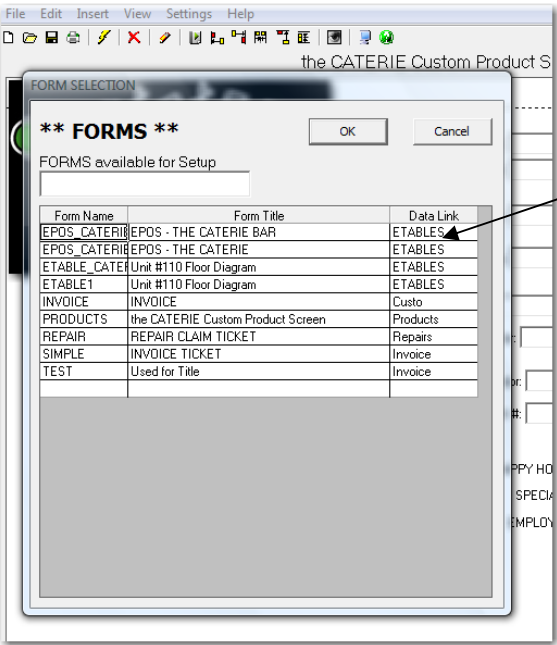 File Edit Insert View Settings Help
the CATERIE Custom Product S
FORM SELECTION
** FORMS **
OK
Cancel
FORMS available for Setup
Form Name Form Title Data Link
EPOS_CATERIE EPOS - THE CATERIE BAR ETABLES
EPOS_CATERIE EPOS - THE CATERIE ETABLES
ETABLE_CATER Unit #110 Floor Diagram ETABLES
ETABLE1 Unit #110 Floor Diagram ETABLES
INVOICE INVOICE Custo
PRODUCTS the CATERIE Custom Product Screen Products
REPAIR REPAIR CLAIM TICKET Repairs
SIMPLE INVOICE TICKET Invoice
TEST Used for Title Invoice
r:
or:
#:
PPY HO
SPECIA
EMPLOY